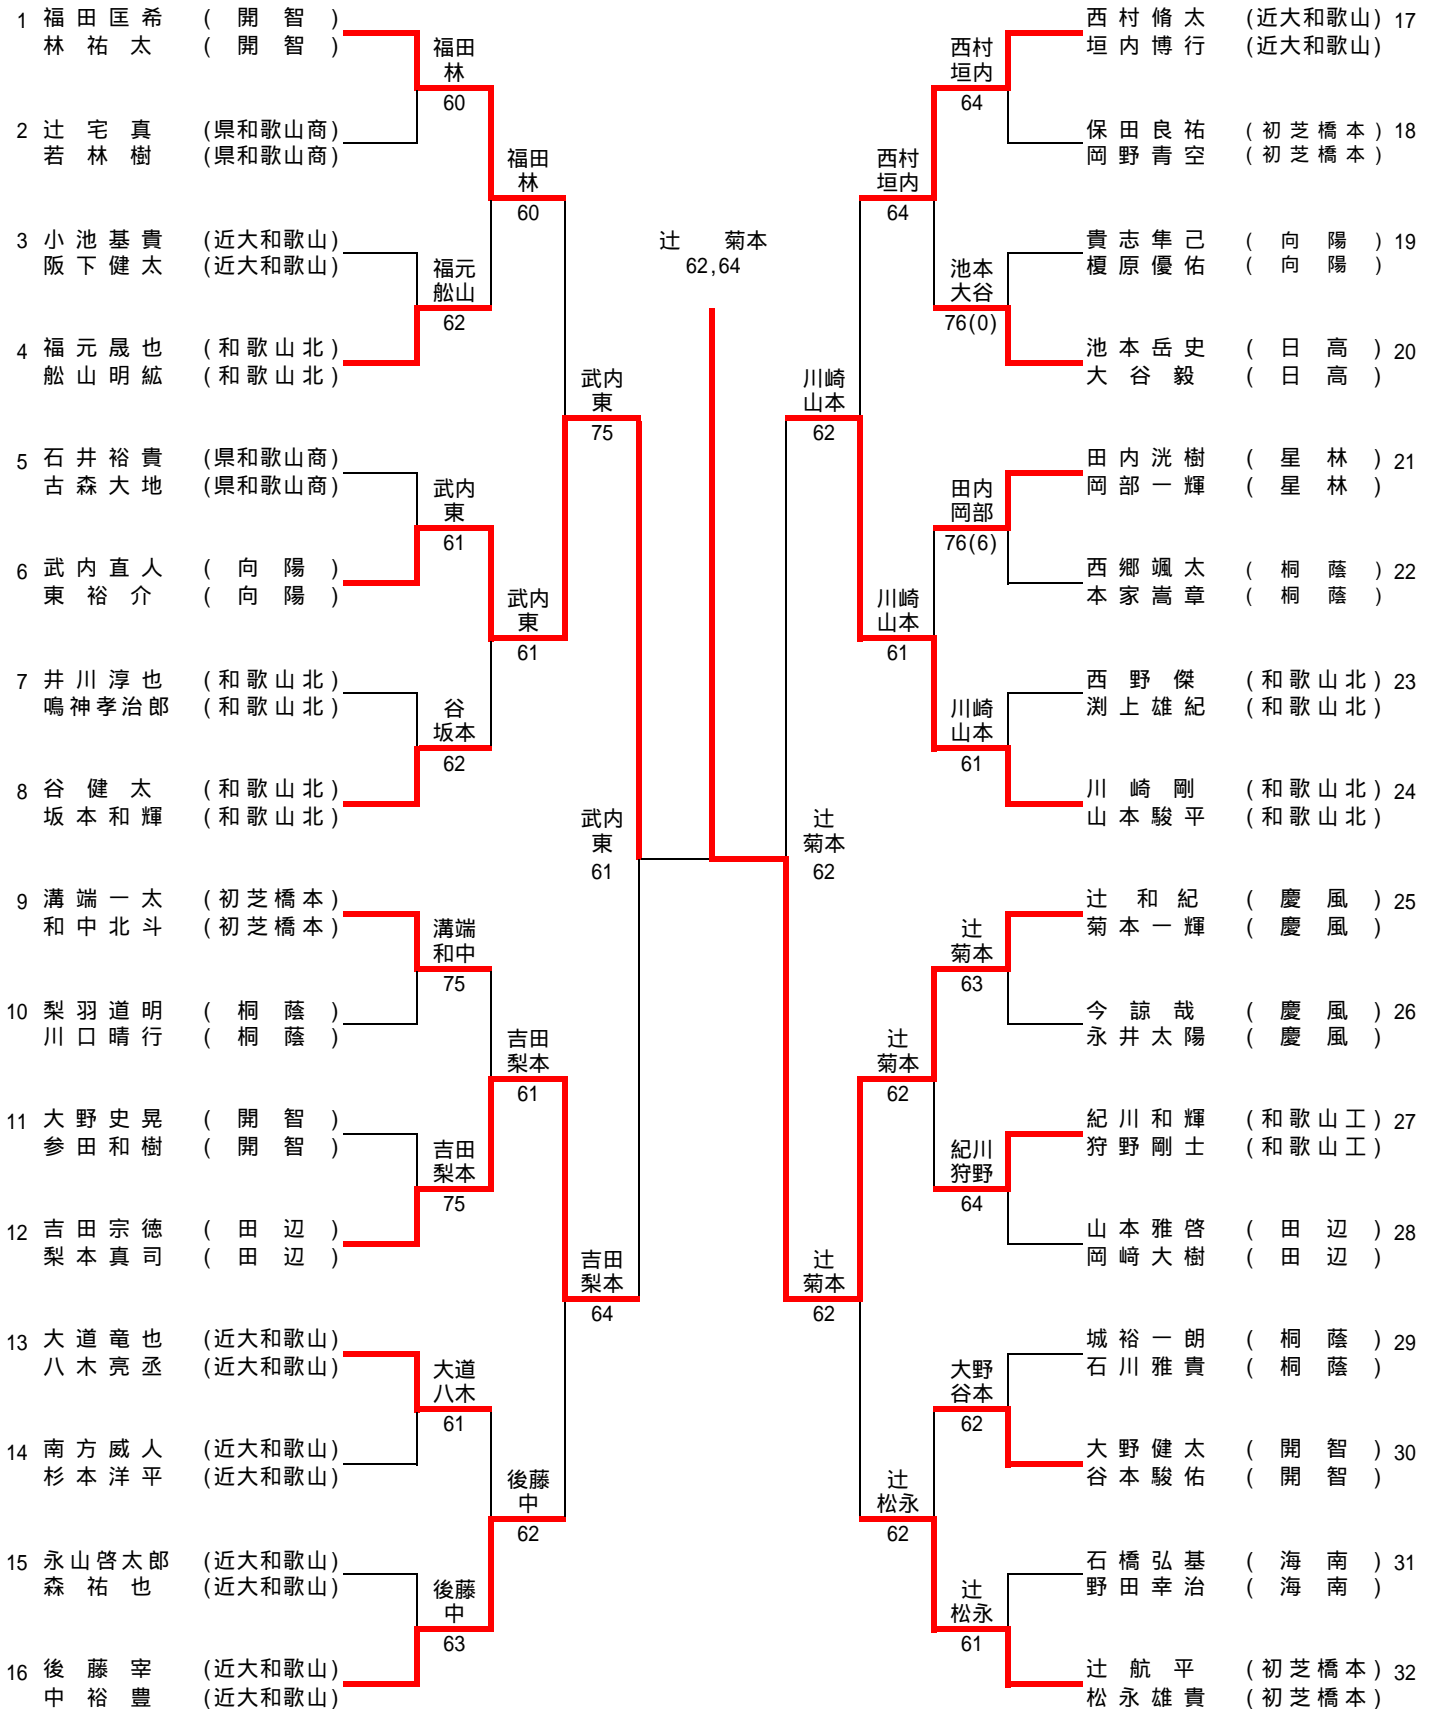 1 福田匡希 (開智)
林祐太 (開智)
福田
林
60
2 辻宅真 (県和歌山商)
若林樹 (県和歌山商)
福田
林
60
3 小池基貴 (近大和歌山)
阪下健太 (近大和歌山)
福元
舩山
62
4 福元晟也 (和歌山北)
舩山明紘 (和歌山北)
武内
東
75
5 石井裕貴 (県和歌山商)
古森大地 (県和歌山商)
武内
東
61
6 武内直人 (向陽)
東裕介 (向陽)
武内
東
61
7 井川淳也 (和歌山北)
鳴神孝治郎 (和歌山北)
谷
坂本
62
8 谷健太 (和歌山北)
坂本和輝 (和歌山北)
武内
東
61
9 溝端一太 (初芝橋本)
和中北斗 (初芝橋本)
溝端
和中
75
10 梨羽道明 (桐蔭)
川口晴行 (桐蔭)
吉田
梨本
61
11 大野史晃 (開智)
参田和樹 (開智)
吉田
梨本
75
12 吉田宗徳 (田辺)
梨本真司 (田辺)
吉田
梨本
64
13 大道竜也 (近大和歌山)
八木亮丞 (近大和歌山)
大道
八木
61
14 南方威人 (近大和歌山)
杉本洋平 (近大和歌山)
後藤
中
62
15 永山啓太郎 (近大和歌山)
森祐也 (近大和歌山)
後藤
中
63
16 後藤宰 (近大和歌山)
中裕豊 (近大和歌山)
辻 菊本
62,64
西村脩太 (近大和歌山) 17
垣内博行 (近大和歌山)
西村
垣内
64
保田良祐 (初芝橋本) 18
岡野青空 (初芝橋本)
西村
垣内
64
貴志隼己 (向陽) 19
榎原優佑 (向陽)
池本
大谷
76(0)
池本岳史 (日高) 20
大谷毅 (日高)
川崎
山本
62
田内洸樹 (星林) 21
岡部一輝 (星林)
田内
岡部
76(6)
西郷颯太 (桐蔭) 22
本家嵩章 (桐蔭)
川崎
山本
61
西野傑 (和歌山北) 23
渕上雄紀 (和歌山北)
川崎
山本
61
川崎剛 (和歌山北) 24
山本駿平 (和歌山北)
辻
菊本
62
辻和紀 (慶風) 25
菊本一輝 (慶風)
辻
菊本
63
今諒哉 (慶風) 26
永井太陽 (慶風)
辻
菊本
62
紀川和輝 (和歌山工) 27
狩野剛士 (和歌山工)
紀川
狩野
64
山本雅啓 (田辺) 28
岡﨑大樹 (田辺)
辻
菊本
62
城裕一朗 (桐蔭) 29
石川雅貴 (桐蔭)
大野
谷本
62
大野健太 (開智) 30
谷本駿佑 (開智)
辻
松永
62
石橋弘基 (海南) 31
野田幸治 (海南)
辻
松永
61
辻航平 (初芝橋本) 32
松永雄貴 (初芝橋本)